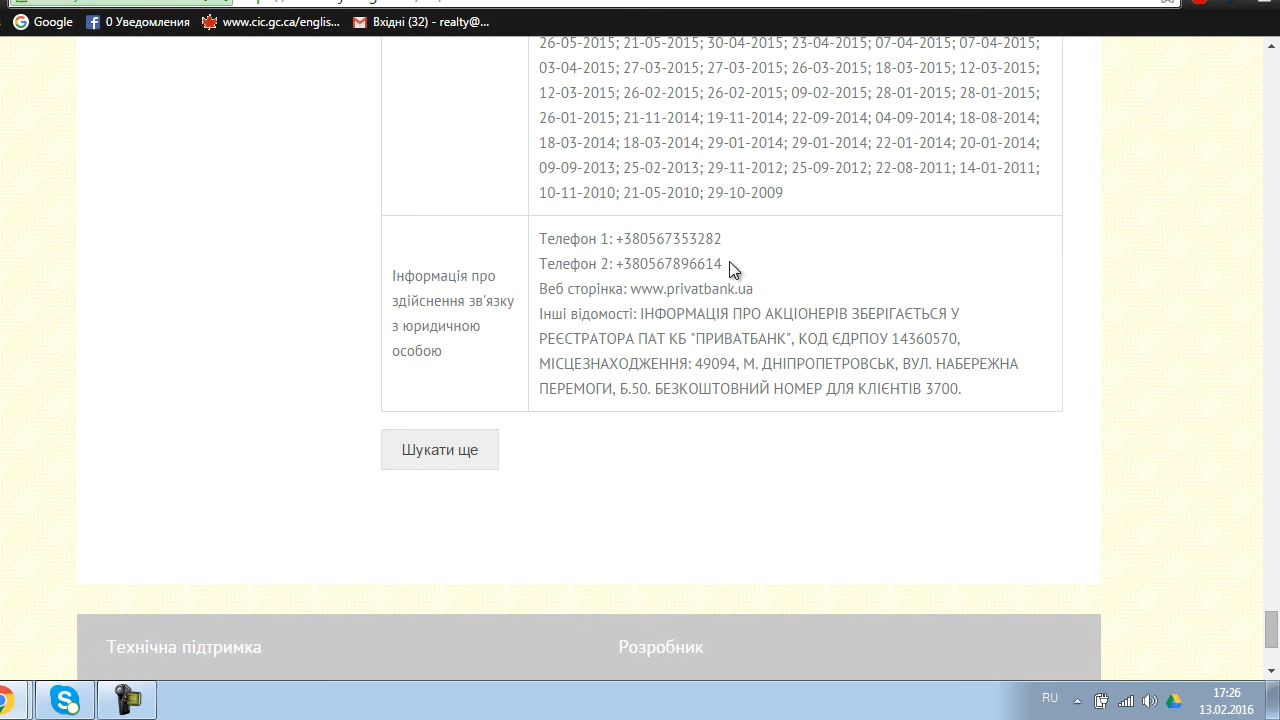 Google
0 Уведомления
www.cic.gc.ca/englis...
Вхідні (32) - realty@...
26-05-2015; 21-05-2015; 30-04-2015; 23-04-2015; 07-04-2015; 07-04-2015;
03-04-2015; 27-03-2015; 27-03-2015; 26-03-2015; 18-03-2015; 12-03-2015;
12-03-2015; 26-02-2015; 26-02-2015; 09-02-2015; 28-01-2015; 28-01-2015;
26-01-2015; 21-11-2014; 19-11-2014; 22-09-2014; 04-09-2014; 18-08-2014;
18-03-2014; 18-03-2014; 29-01-2014; 29-01-2014; 22-01-2014; 20-01-2014;
09-09-2013; 25-02-2013; 29-11-2012; 25-09-2012; 22-08-2011; 14-01-2011;
10-11-2010; 21-05-2010; 29-10-2009
Інформація про
здійснення зв'язку
з юридичною
особою
Телефон 1: +380567353282
Телефон 2: +380567896614
Веб сторінка: www.privatbank.ua
Інші відомості: ІНФОРМАЦІЯ ПРО АКЦІОНЕРІВ ЗБЕРІГАЄТЬСЯ У
РЕЄСТРАТОРА ПАТ КБ "ПРИВАТБАНК", КОД ЄДРПОУ 14360570,
МІСЦЕЗНАХОДЖЕННЯ: 49094, М. ДНІПРОПЕТРОВСЬК, ВУЛ. НАБЕРЕЖНА
ПЕРЕМОГИ, Б.50. БЕЗКОШТОВНИЙ НОМЕР ДЛЯ КЛІЄНТІВ 3700.
Шукати ще
Технічна підтримка
Розробник
RU
17:26
13.02.2016